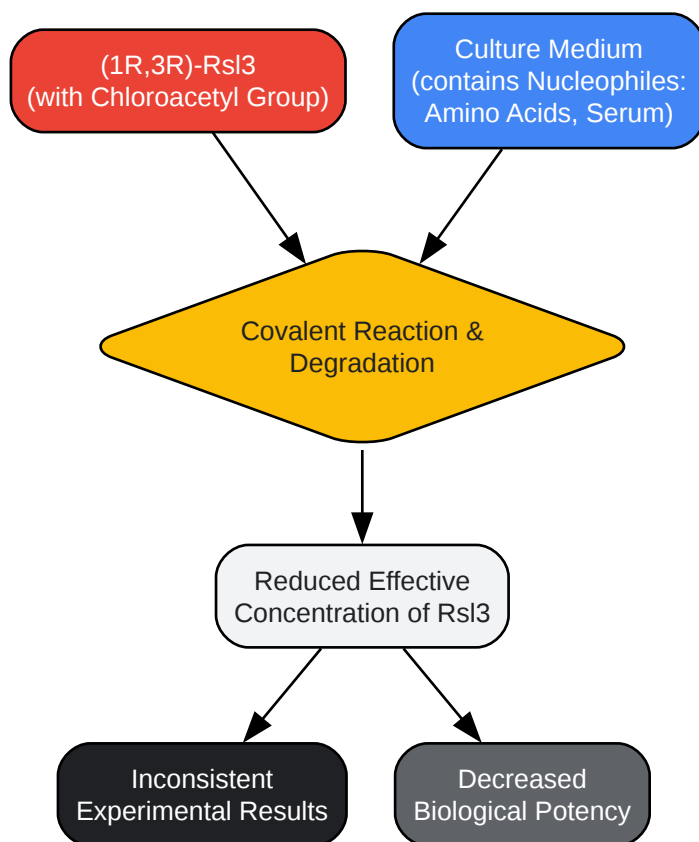 (1R,3R)-Rsl3
(with Chloroacetyl Group)
Culture Medium
(contains Nucleophiles:
Amino Acids, Serum)
Covalent Reaction &
Degradation
Reduced Effective
Concentration of Rsl3
Inconsistent
Experimental Results
Decreased
Biological Potency